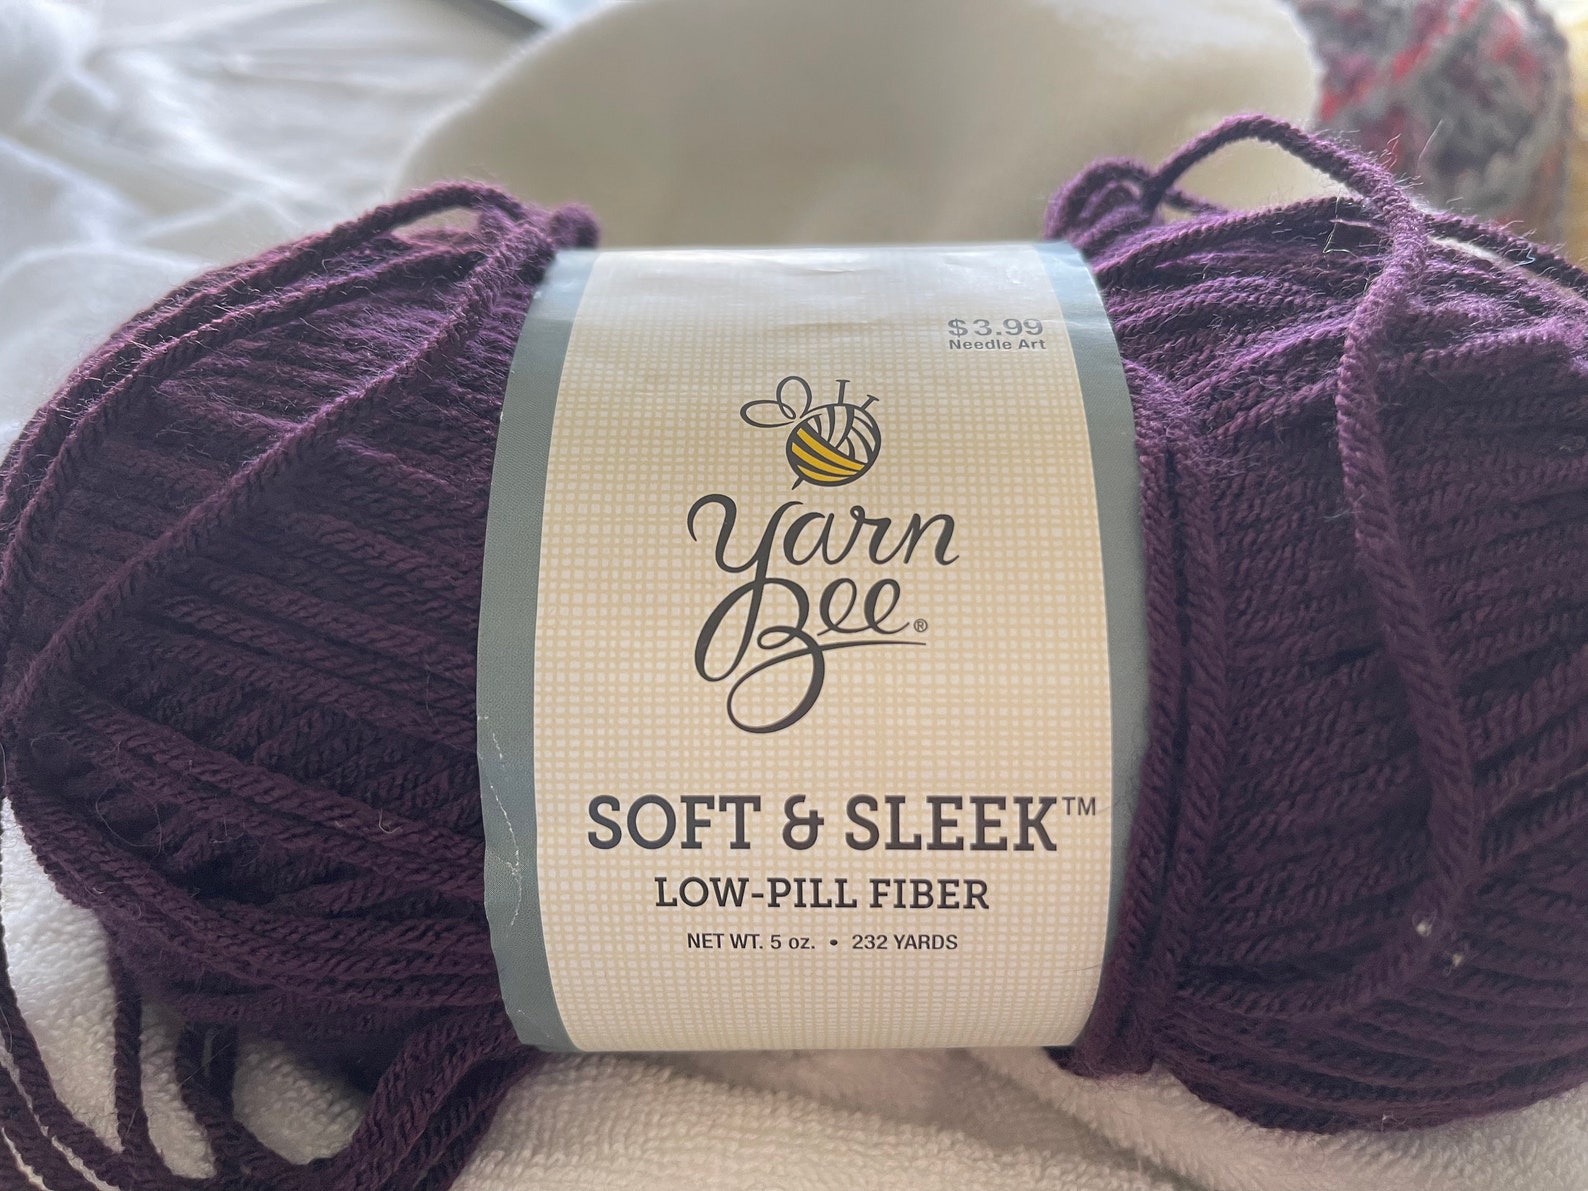 $3.99
Needle Art
Yarn
Bee®
SOFT & SLEEK™
LOW-PILL FIBER
NET WT. 5 oz. • 232 YARDS